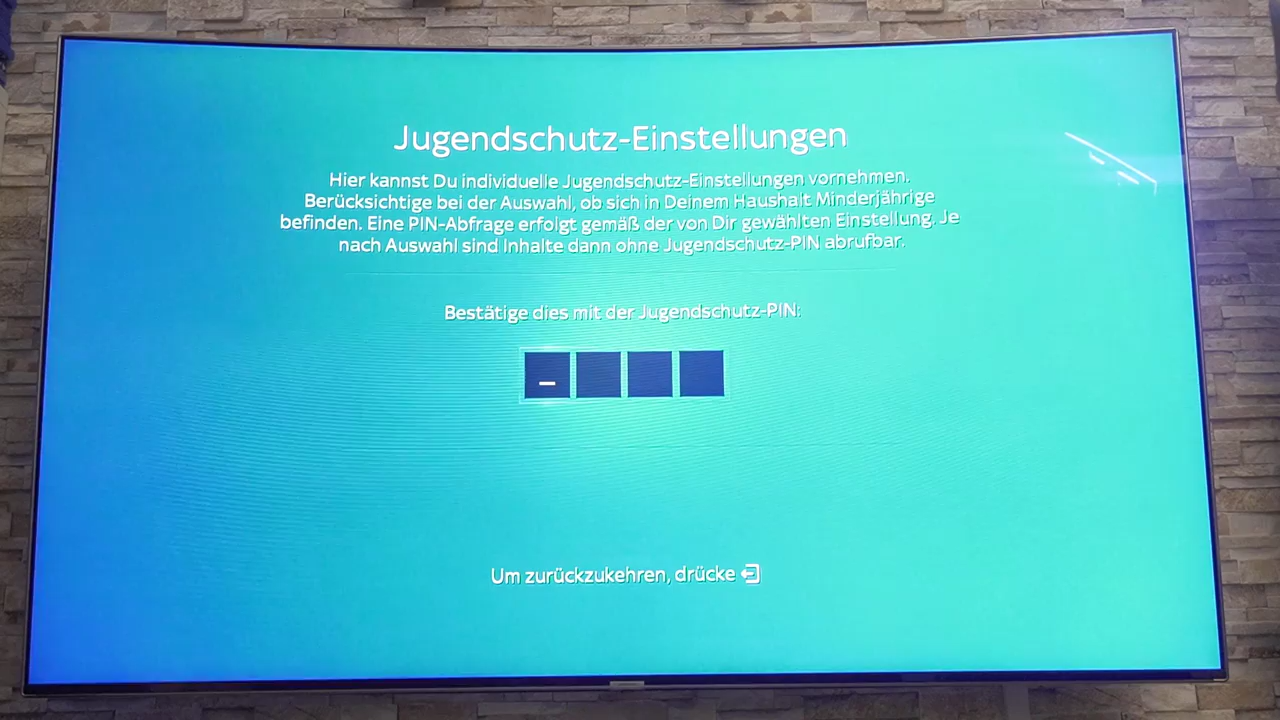 Jugendschutz-Einstellungen
Hier kannst Du individuelle Jugendschutz-Einstellungen vornehmen.
Berücksichtige bei der Auswahl, ob sich in Deinem Haushalt Minderjährige
befinden. Eine PIN-Abfrage erfolgt gemäß der von Dir gewählten Einstellung. Je
nach Auswahl sind Inhalte dann ohne Jugendschutz-PIN abrufbar.
Bestätige dies mit der Jugendschutz-PIN:
Um zurückzukehren, drücke